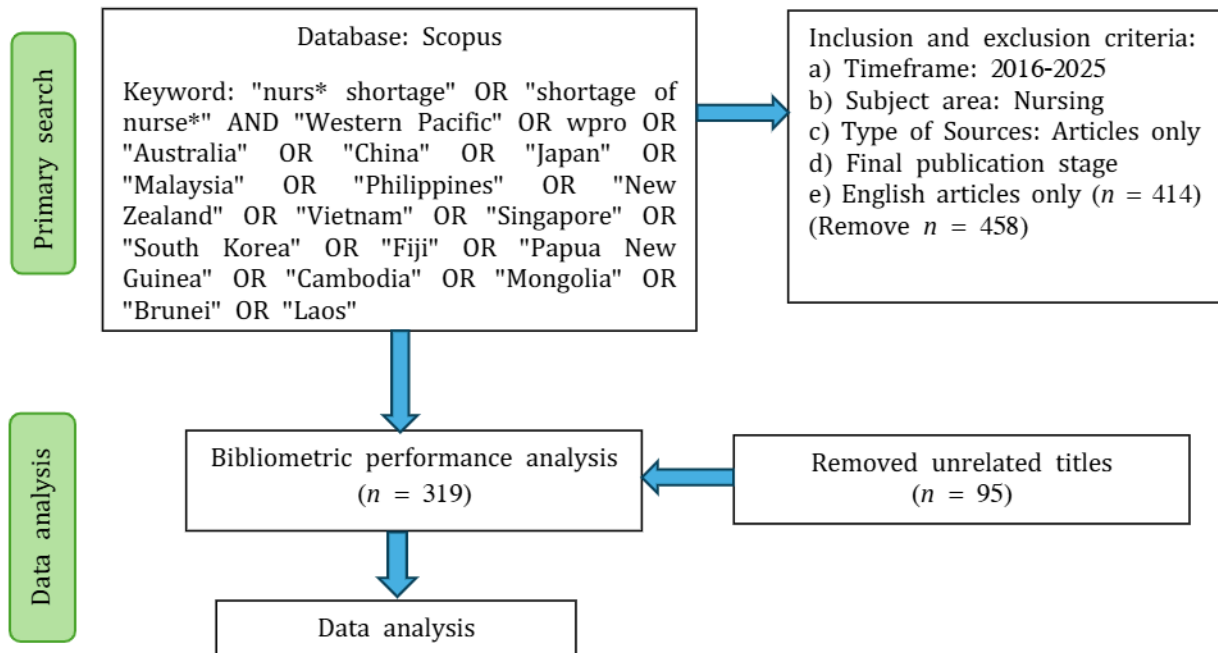 Primary search
Database: Scopus
Keyword: "nurs* shortage" OR "shortage of
nurse*" AND "Western Pacific" OR wpro OR
"Australia" OR "China" OR "Japan" OR
"Malaysia" OR "Philippines" OR "New
Zealand" OR "Vietnam" OR "Singapore" OR
"South Korea" OR "Fiji" OR "Papua New
Guinea" OR "Cambodia" OR "Mongolia" OR
"Brunei" OR "Laos"
Inclusion and exclusion criteria:
a) Timeframe: 2016-2025
b) Subject area: Nursing
c) Type of Sources: Articles only
d) Final publication stage
e) English articles only (n = 414)
(Remove n = 458)
Data analysis
Bibliometric performance analysis
(n = 319)
Removed unrelated titles
(n = 95)
Data analysis